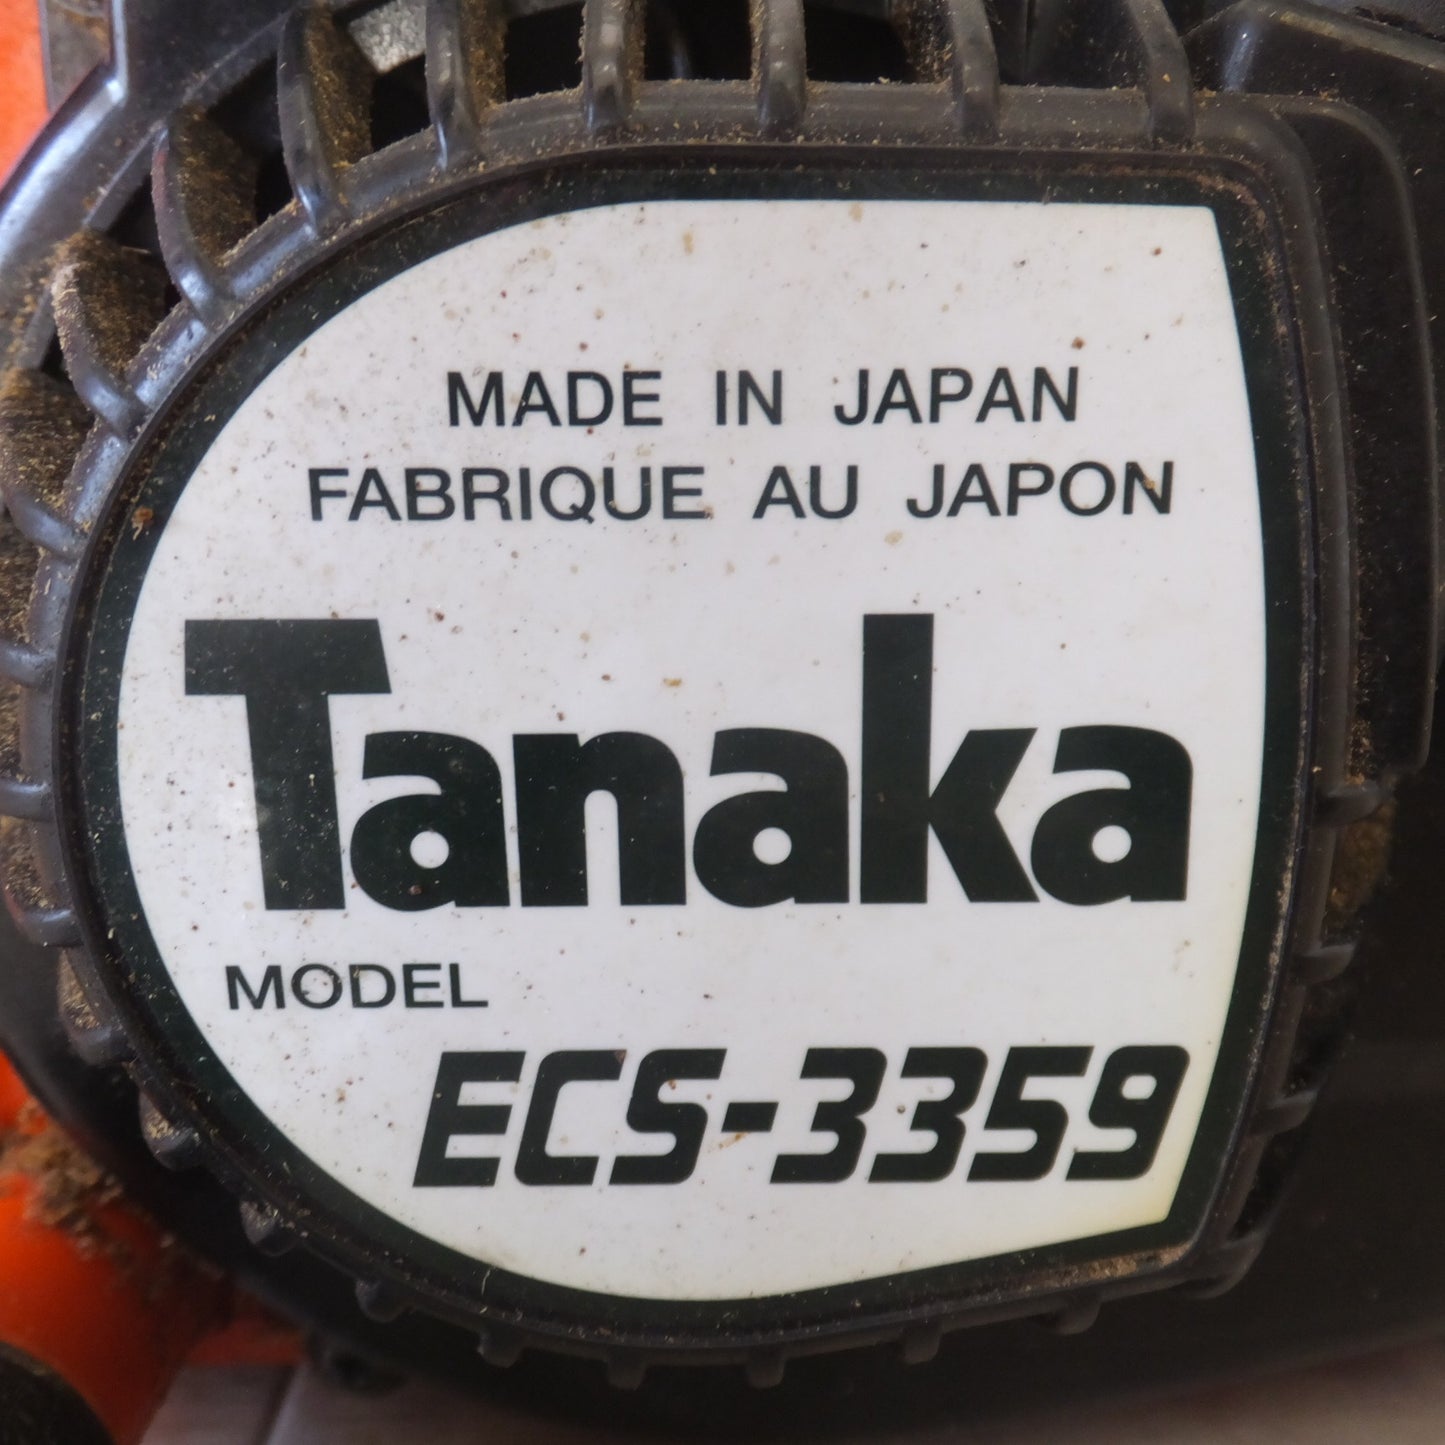 MADE IN JAPAN
FABRIQUE AU JAPON
Tanaka
MODEL
ECS-3359